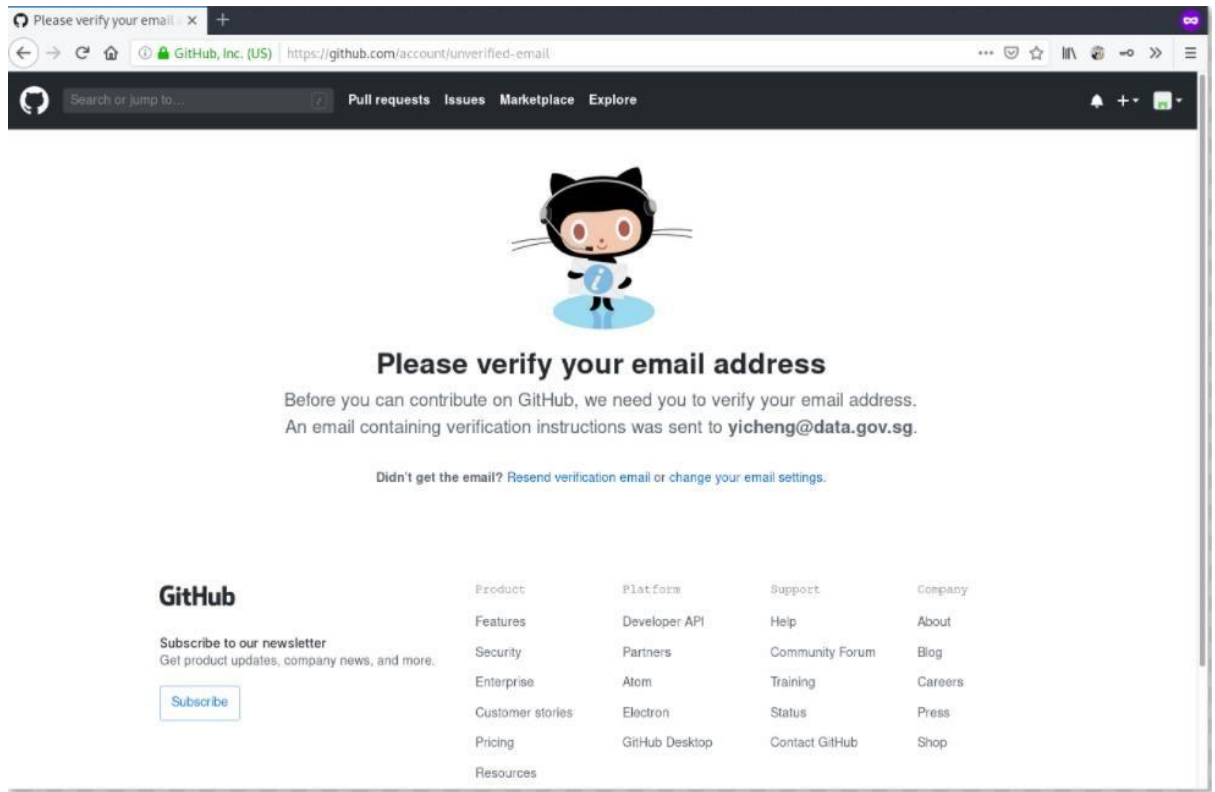 Please verify your email
GitHub, Inc. (US) https://github.com/account/unverified-email
Search or jump to... / Pull requests Issues Marketplace Explore
Please verify your email address
Before you can contribute on GitHub, we need you to verify your email address.
An email containing verification instructions was sent to yicheng@data.gov.sg.
Didn't get the email? Resend verification email or change your email settings.
GitHub
Subscribe to our newsletter
Get product updates, company news, and more.
Subscribe
Product
Features
Security
Enterprise
Customer stories
Pricing
Resources
Platform
Developer API
Partners
Atom
Electron
GitHub Desktop
Support
Help
Community Forum
Training
Status
Contact GitHub
Company
About
Blog
Careers
Press
Shop